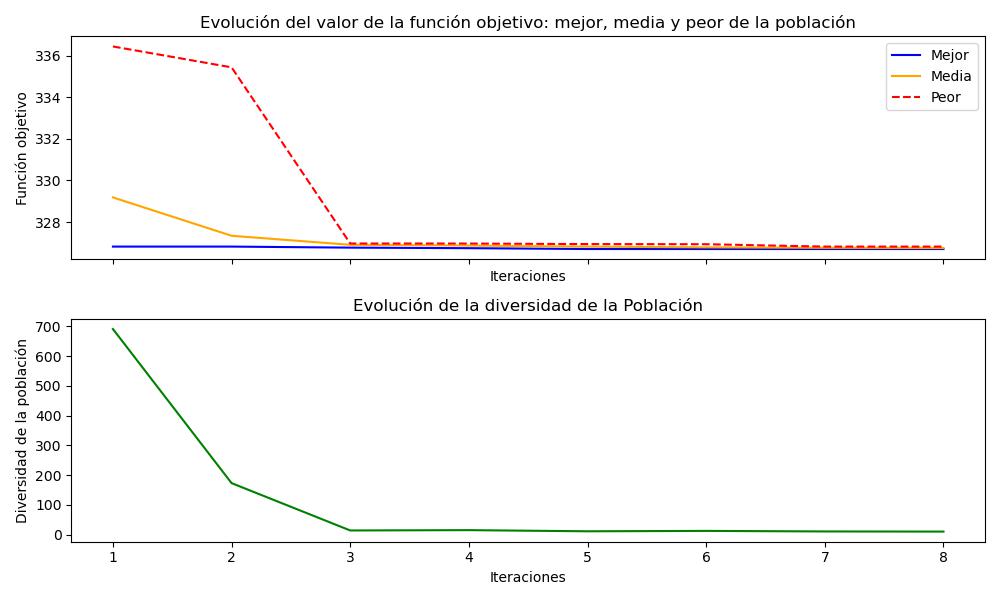 Evolución del valor de la función objetivo: mejor, media y peor de la población
Función objetivo
336
334
332
330
328
Mejor
Media
Peor
Iteraciones
Evolución de la diversidad de la Población
Diversidad de la población
700
600
500
400
300
200
100
0
1 2 3 4 5 6 7 8
Iteraciones